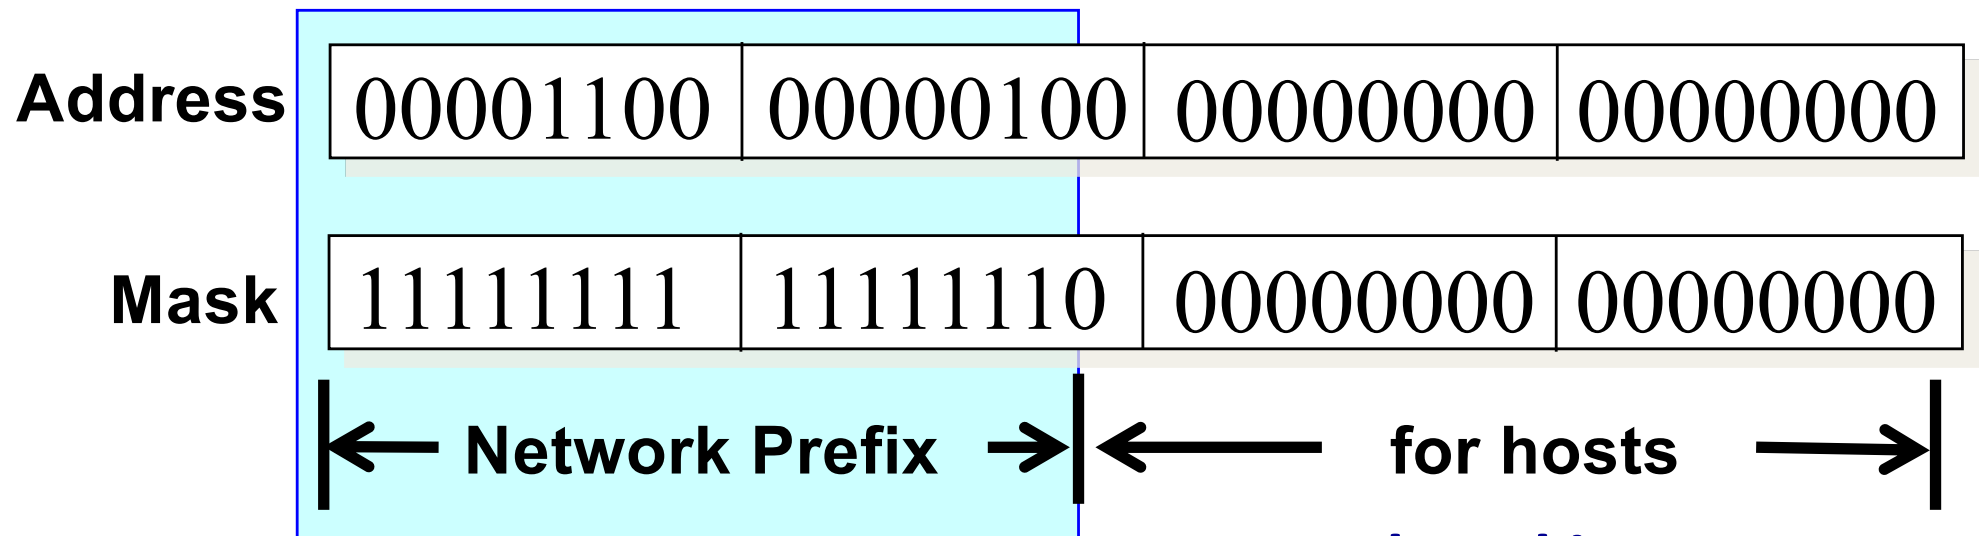 Address 00001100 00000100 00000000 00000000
Mask 11111111 11111110 00000000 00000000
Network Prefix for hosts